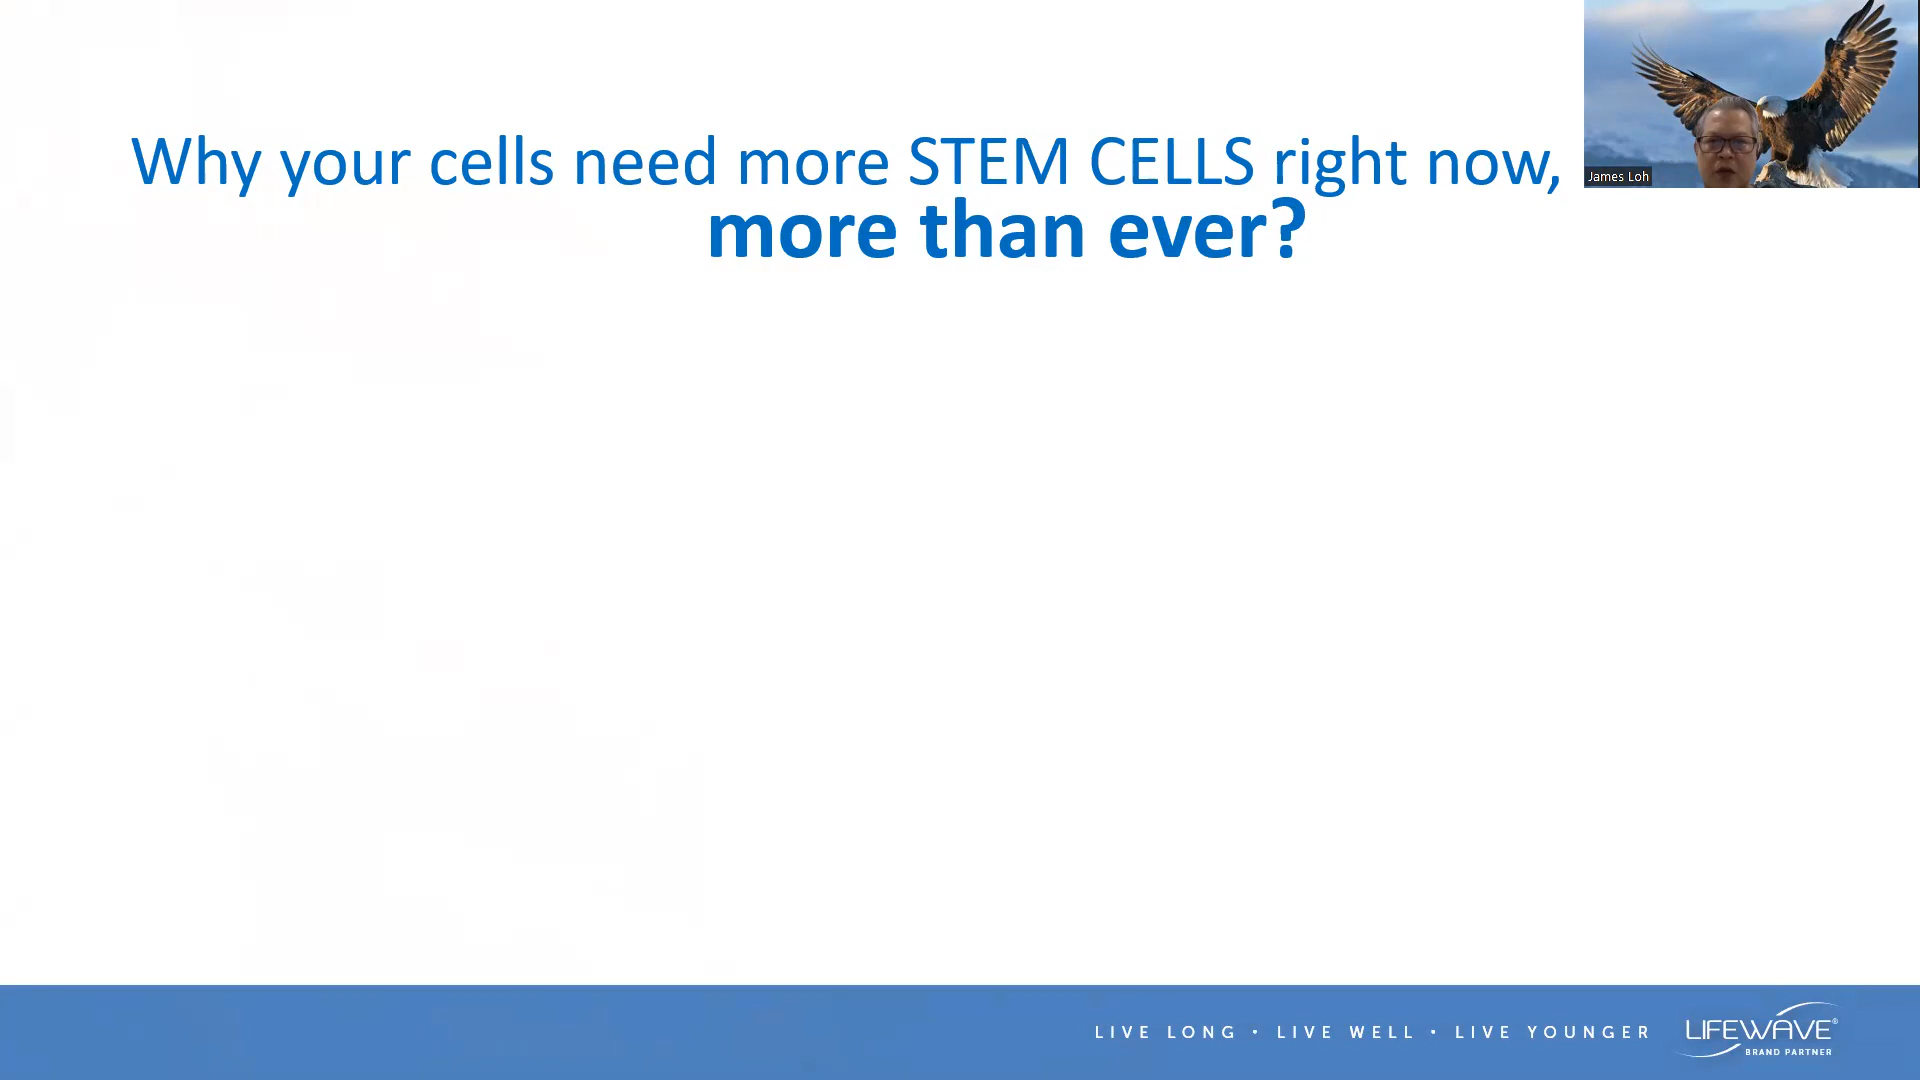 Why your cells need more STEM CELLS right now,
more than ever?
James Loh
LIVE LONG • LIVE WELL • LIVE YOUNGER
LIFEWAVE®
BRAND PARTNER